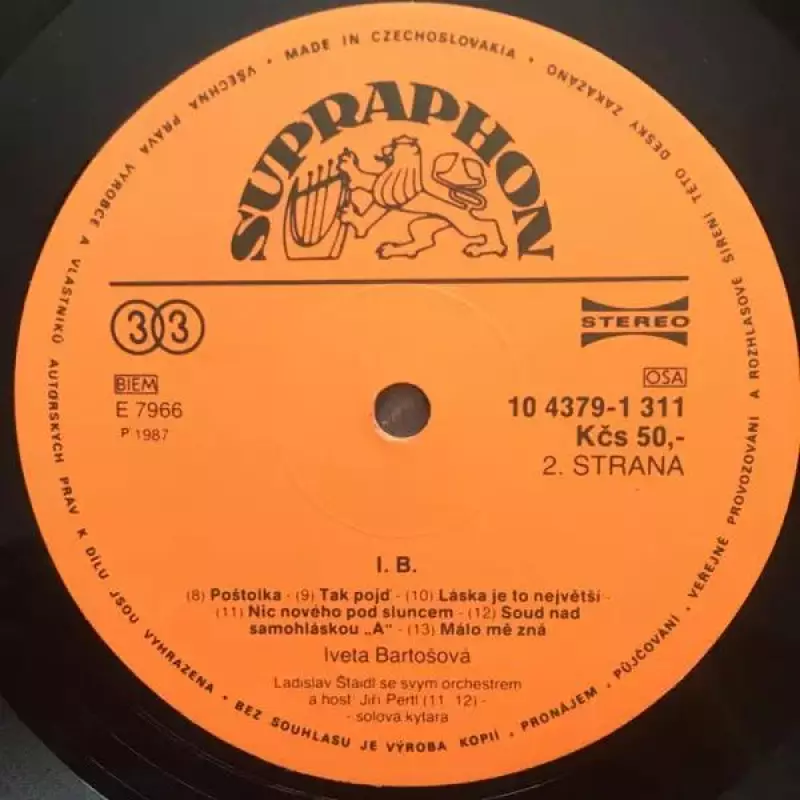 • MADE IN CZECHOSLOVAKIA •
VŠECHNA PRÁVA VÝROBCE A VLASTNÍKŮ AUTORSKÝCH PRÁV K DÍLU JSOU VYHRAZENA • BEZ SOUHLASU JE VÝROBA KOPIÍ • PRONÁJEM • PŮJČOVÁNÍ • VEŘEJNÉ PROVOZOVÁNÍ A ROZHLASOVÉ ŠÍŘENÍ TÉTO DESKY ZAKÁZÁNO
SUPRAPHON
33
STEREO
BIEM
OSA
E 7966
10 4379-1 311
P 1987
Kčs 50,-
2. STRANA
I. B.
(8) Poštolka - (9) Tak pojď - (10) Láska je to největší -
(11) Nic nového pod sluncem - (12) Soud nad
samohláskou „A" - (13) Málo mě zná
Iveta Bartošová
Ladislav Štaidl se svým orchestrem
a host Jiří Pertl (11 12) -
- sólová kytara